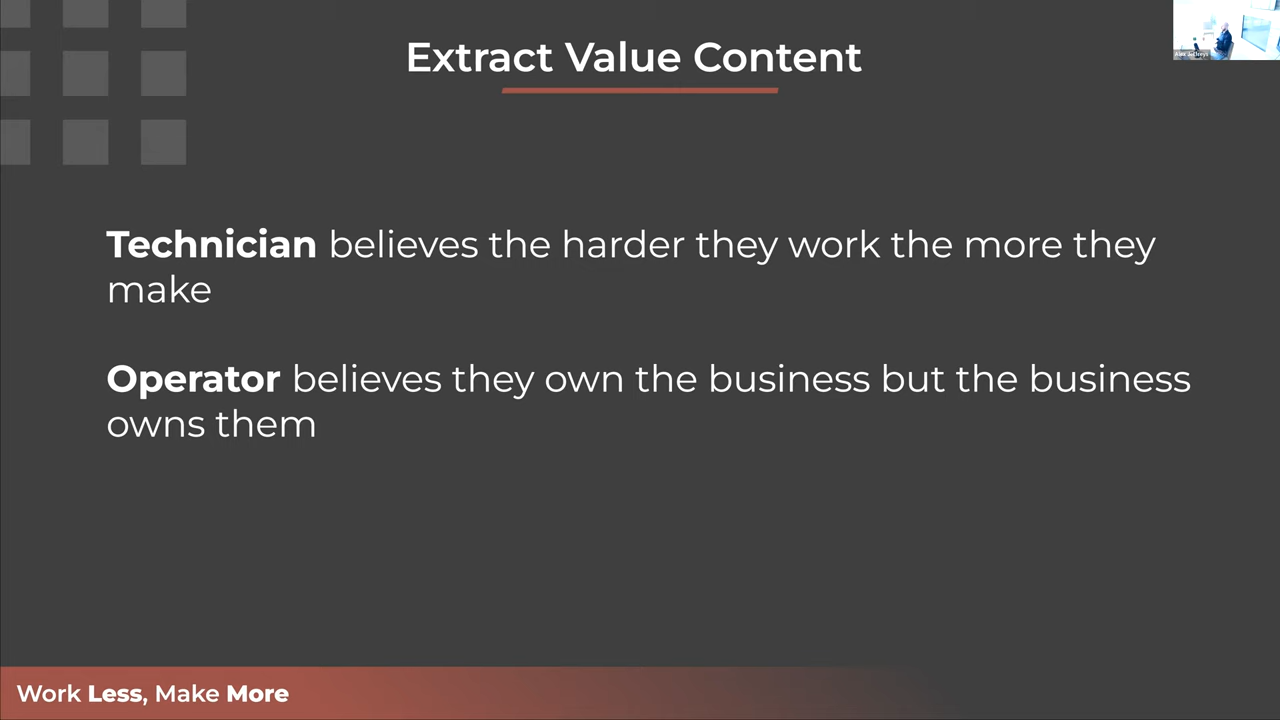 Extract Value Content
Technician believes the harder they work the more they
make
Operator believes they own the business but the business
owns them
Work Less, Make More